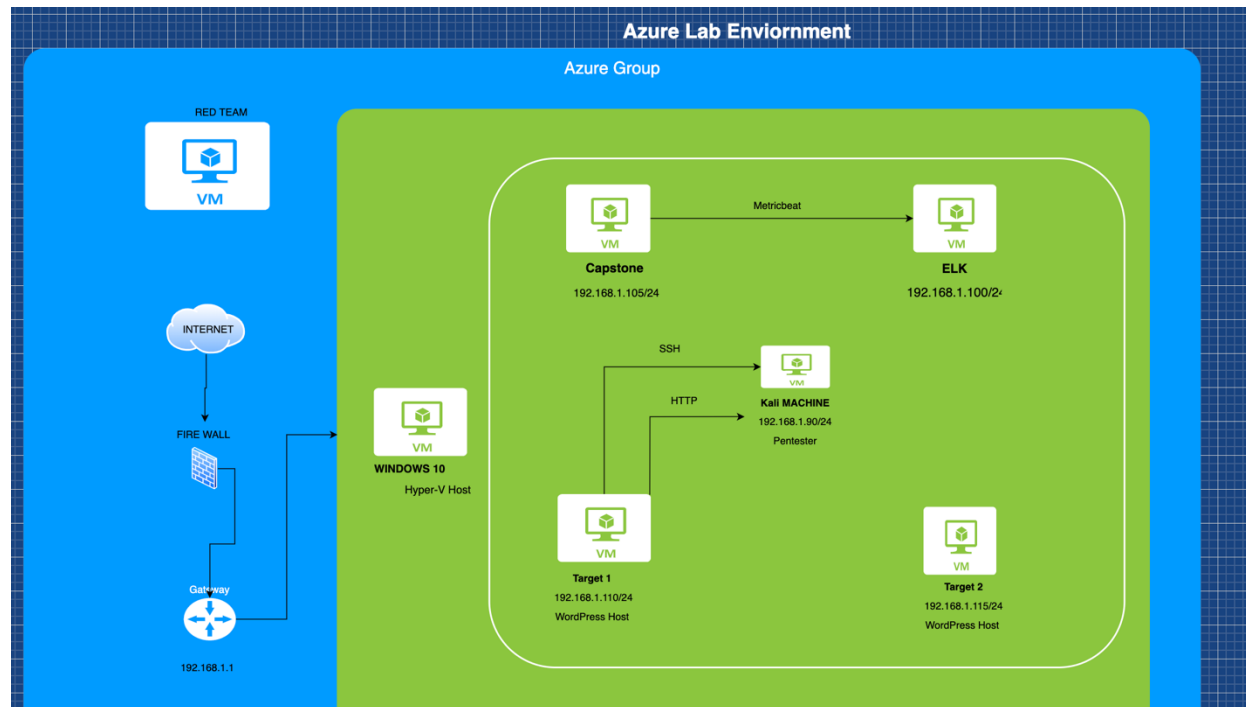 Azure Lab Enviornment
Azure Group
RED TEAM
VM
INTERNET
FIRE WALL
Gateway
192.168.1.1
VM
WINDOWS 10
Hyper-V Host
VM
Capstone
192.168.1.105/24
Metricbeat
VM
ELK
192.168.1.100/24
SSH
HTTP
VM
Kali MACHINE
192.168.1.90/24
Pentester
VM
Target 1
192.168.1.110/24
WordPress Host
VM
Target 2
192.168.1.115/24
WordPress Host